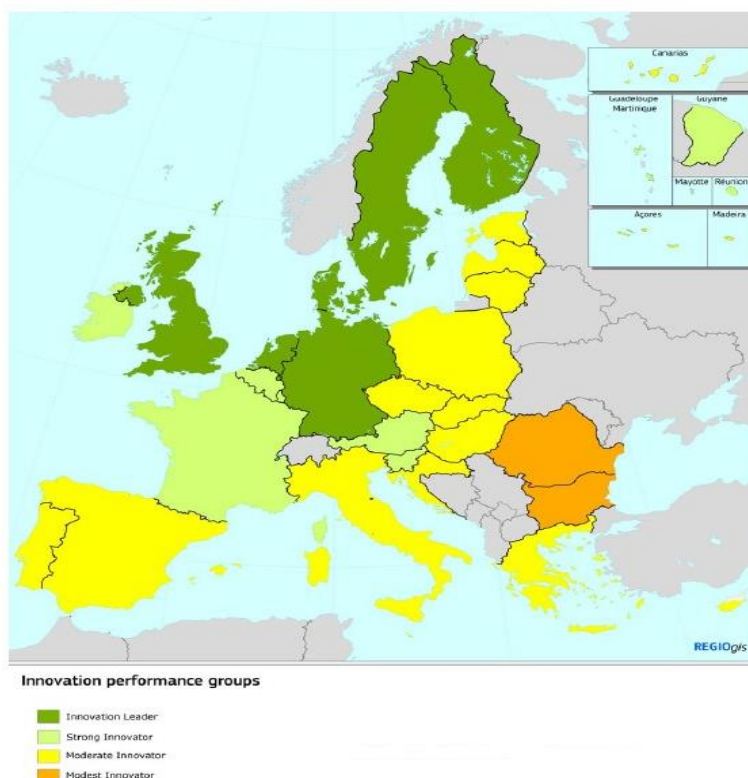 Canarias
Guadeloupe
Martinique
Guyane
Mayotte
Réunion
Açores
Madeira
REGIOgis
Innovation performance groups
Innovation Leader
Strong Innovator
Moderate Innovator
Modest Innovator